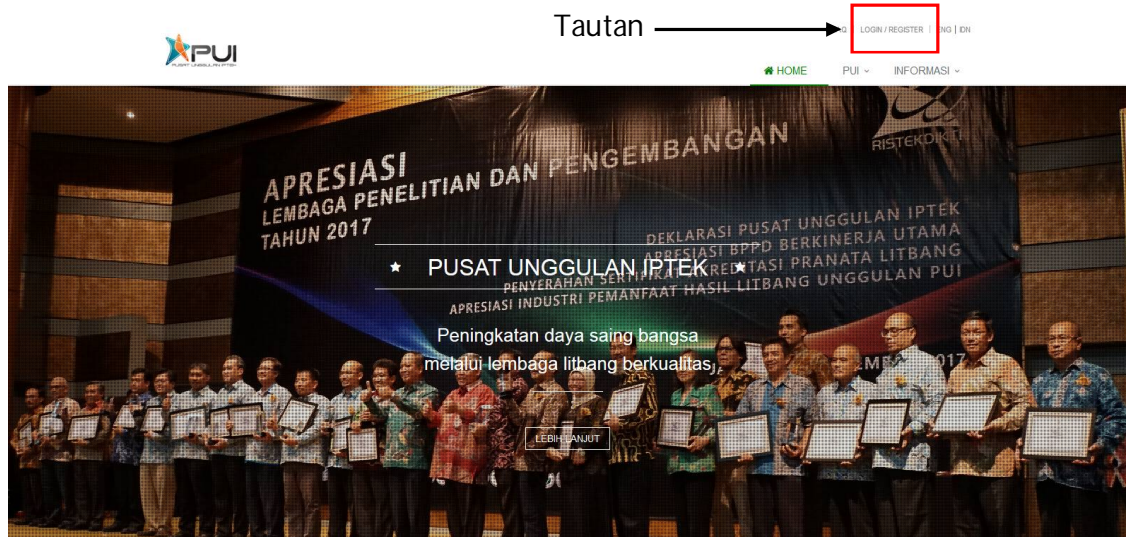 Tautan
LOGIN / REGISTER | ENG | IDN
PUI
PUSAT UNGGULAN IPTEK
HOME
PUI
INFORMASI
RISTEKDIKTI
APRESIASI
LEMBAGA PENELITIAN DAN PENGEMBANGAN
TAHUN 2017
DEKLARASI PUSAT UNGGULAN IPTEK
APRESIASI BPPD BERKINERJA UTAMA
PENYERAHAN SERTIFIKAT AKREDITASI PRANATA LITBANG
APRESIASI INDUSTRI PEMANFAAT HASIL LITBANG UNGGULAN PUI
PUSAT UNGGULAN IPTEK
Peningkatan daya saing bangsa
melalui lembaga litbang berkualitas
2017
LEBIH LANJUT